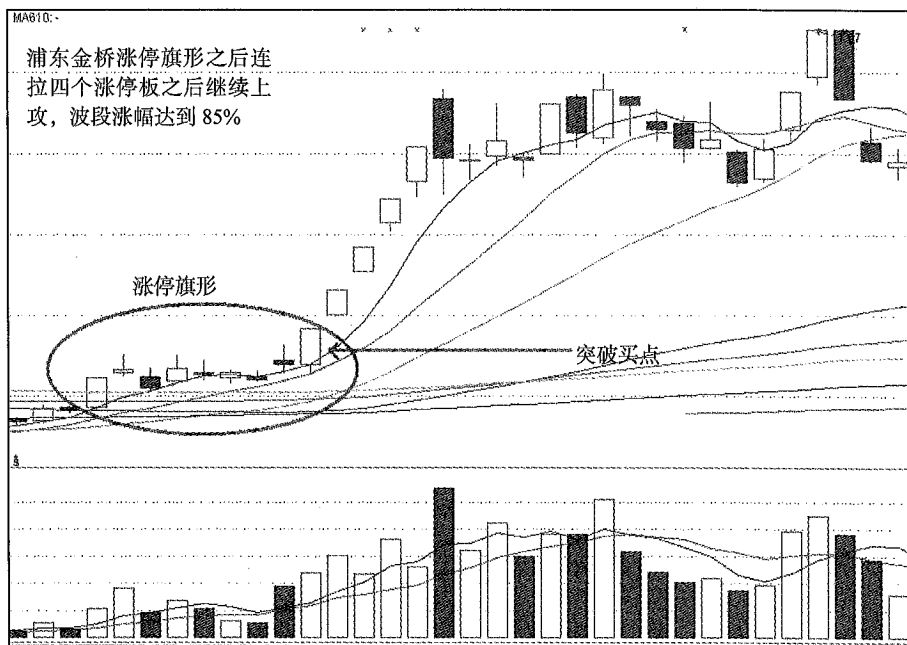 MA610:-
浦东金桥涨停旗形之后连
拉四个涨停板之后继续上
攻，波段涨幅达到 85%
涨停旗形
突破买点